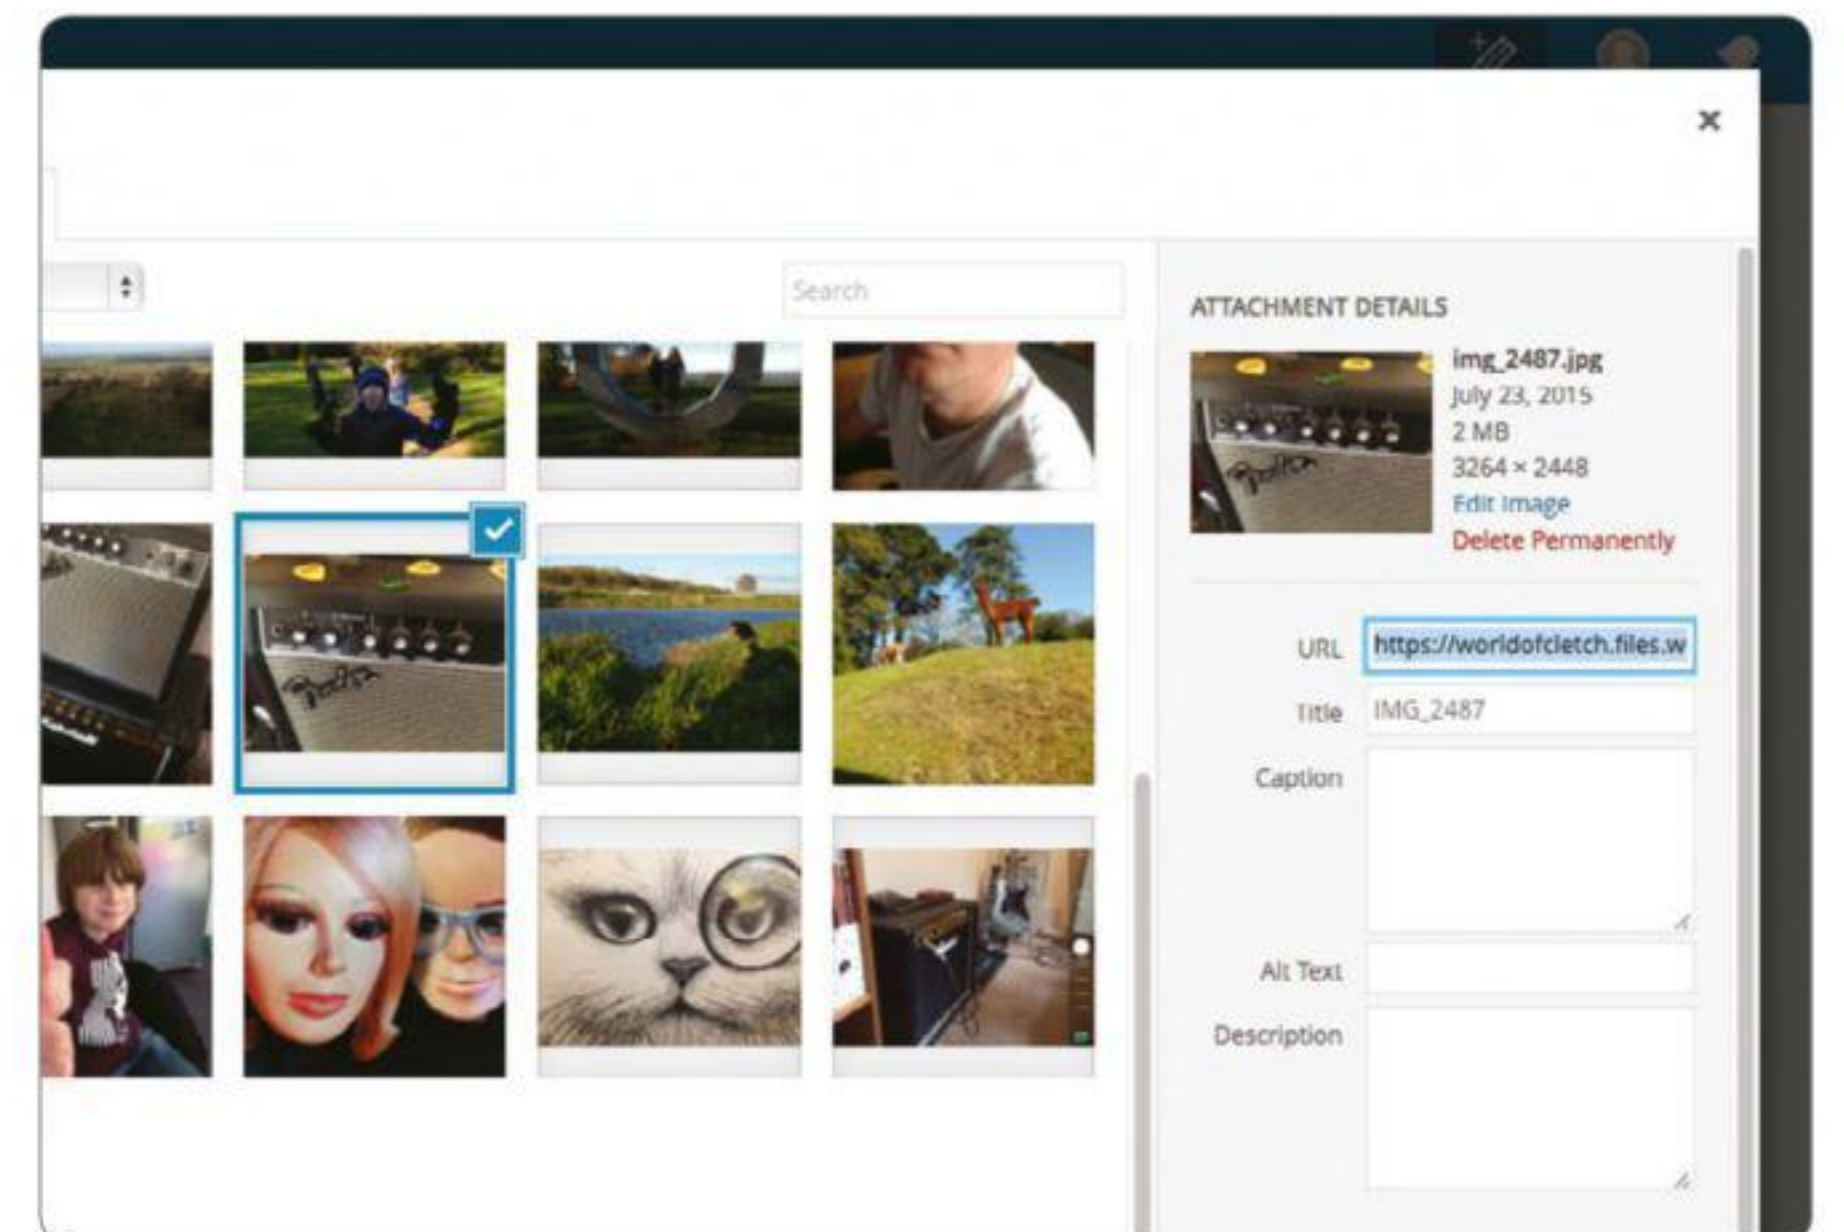 Search
ATTACHMENT DETAILS
img_2487.jpg
July 23, 2015
2 MB
3264 × 2448
Edit Image
Delete Permanently
URL https://worldofcletch.files.w
Title IMG_2487
Caption
Alt Text
Description